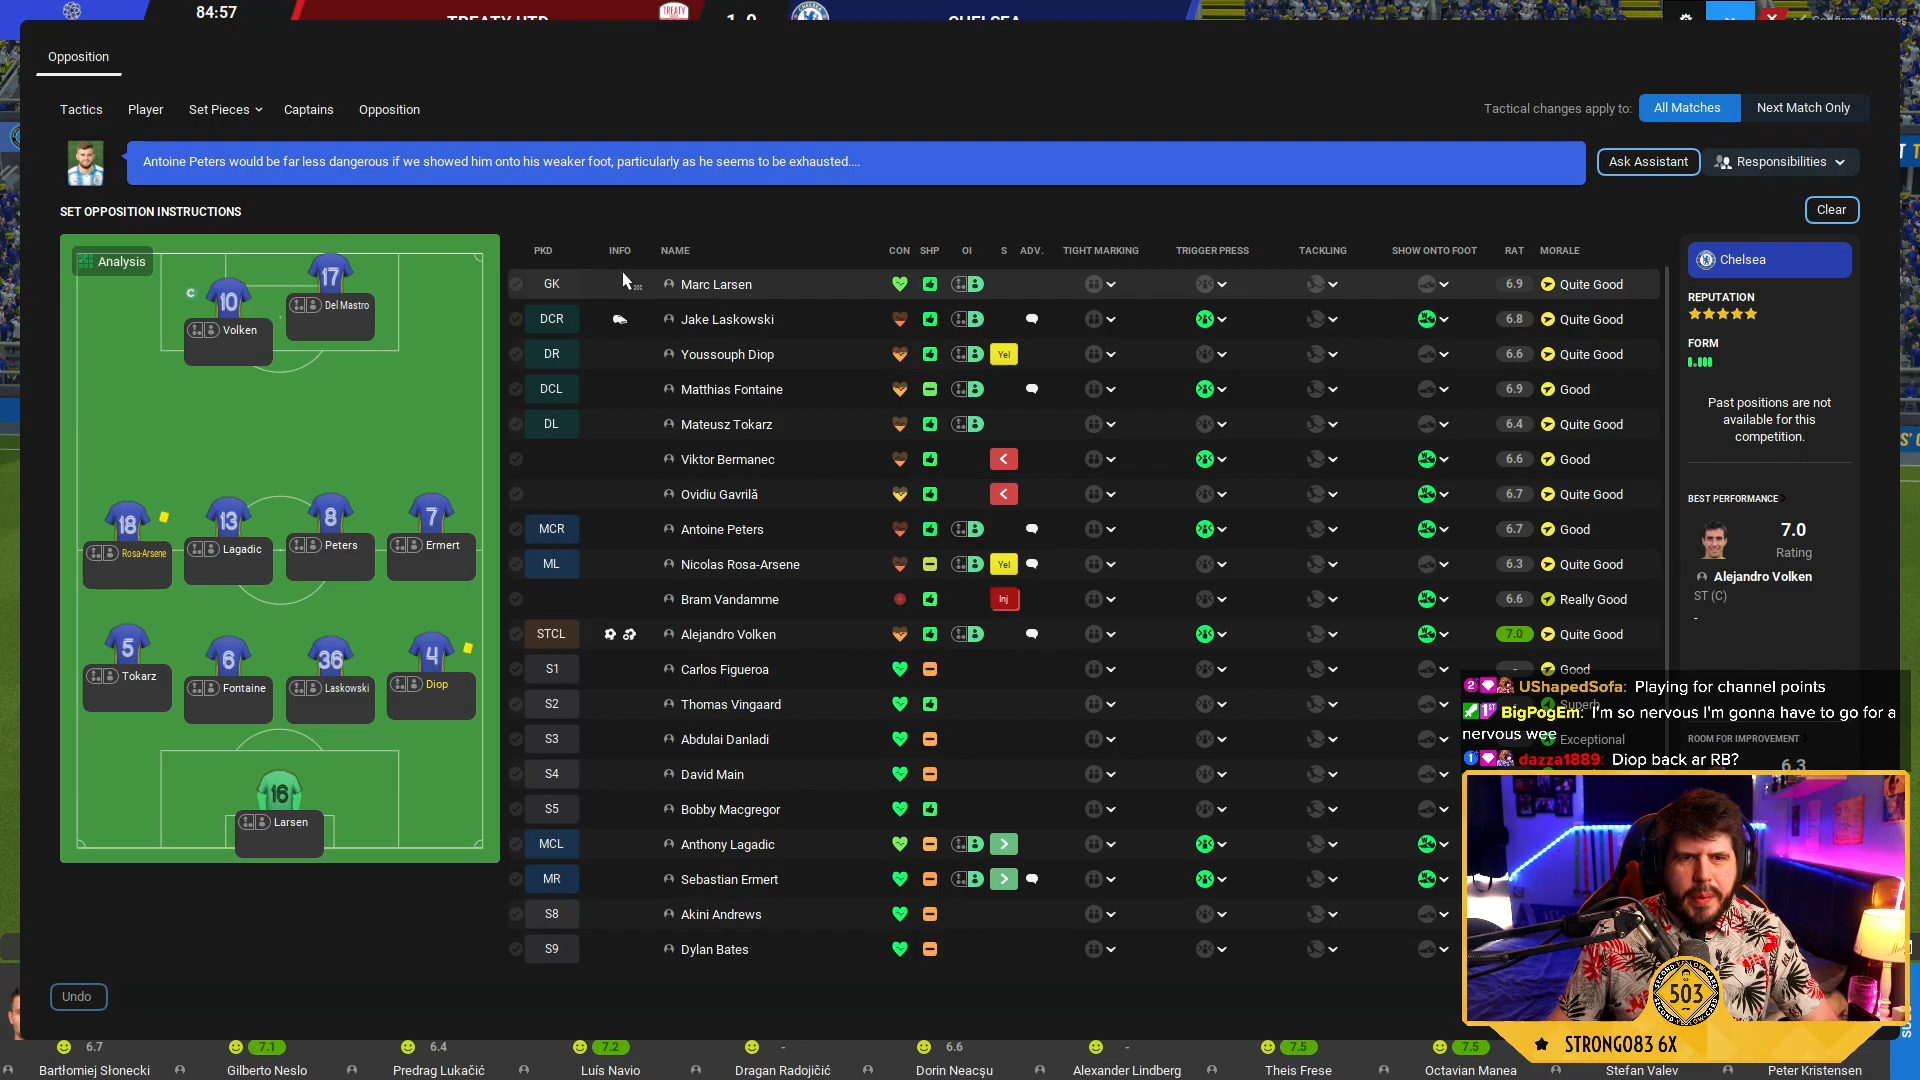 84:57
TREATY UTD
TREATY
1 0
CHELSEA
Opposition
Tactics Player Set Pieces Captains Opposition
Tactical changes apply to: All Matches Next Match Only
Antoine Peters would be far less dangerous if we showed him onto his weaker foot, particularly as he seems to be exhausted....
Ask Assistant Responsibilities
SET OPPOSITION INSTRUCTIONS
Clear
Analysis
17
Del Mastro
C 10
Volken
18 13 8 7
Rosa-Arsene Lagadic Peters Ermert
5 6 36 4
Tokarz Fontaine Laskowski Diop
16
Larsen
PKD INFO NAME CON SHP OI S ADV. TIGHT MARKING TRIGGER PRESS TACKLING SHOW ONTO FOOT RAT MORALE
GK Marc Larsen 6.9 Quite Good
DCR Jake Laskowski 6.8 Quite Good
DR Youssouph Diop Yel 6.6 Quite Good
DCL Matthias Fontaine 6.9 Good
DL Mateusz Tokarz 6.4 Quite Good
Viktor Bermanec 6.6 Good
Ovidiu Gavrilă 6.7 Quite Good
MCR Antoine Peters 6.7 Good
ML Nicolas Rosa-Arsene Yel 6.3 Quite Good
Bram Vandamme Inj 6.6 Really Good
STCL Alejandro Volken 7.0 Quite Good
S1 Carlos Figueroa - Good
S2 Thomas Vingaard Superb
S3 Abdulai Danladi Exceptional
S4 David Main
S5 Bobby Macgregor
MCL Anthony Lagadic
MR Sebastian Ermert
S8 Akini Andrews
S9 Dylan Bates
Chelsea
REPUTATION
FORM
Past positions are not
available for this
competition.
BEST PERFORMANCE
7.0
Rating
Alejandro Volken
ST (C)
-
ROOM FOR IMPROVEMENT
6.3
UShapedSofa: Playing for channel points
BigPogEm: I'm so nervous I'm gonna have to go for a
nervous wee
dazza1889: Diop back ar RB?
SECOND YELLOW CARD
503
STRONGO83 6X
Undo
6.7 7.1 6.4 7.2 - 6.6 - 7.5 7.5
Bartłomiej Słonecki Gilberto Neslo Predrag Lukačić Luís Navio Dragan Radojičić Dorin Neacşu Alexander Lindberg Theis Frese Octavian Manea Stefan Valev Peter Kristensen